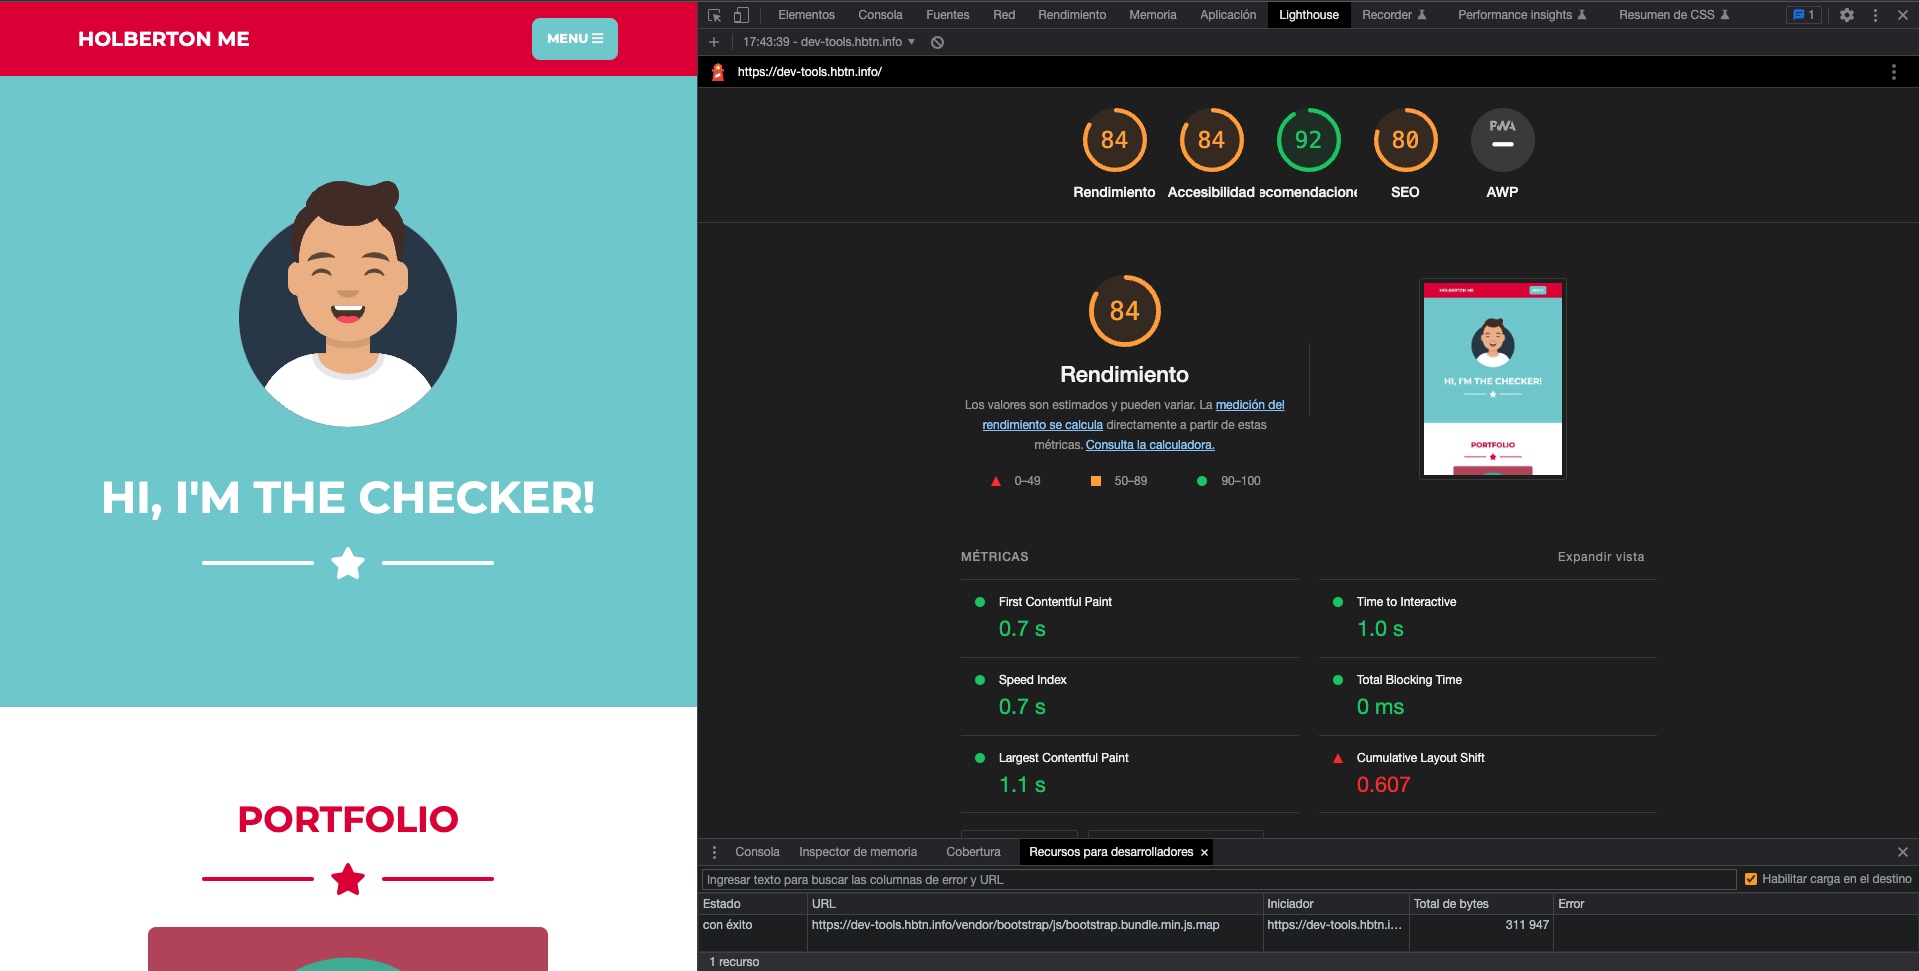 HOLBERTON ME
MENU
HI, I'M THE CHECKER!
PORTFOLIO
Elementos Consola Fuentes Red Rendimiento Memoria Aplicación Lighthouse Recorder Performance insights Resumen de CSS 1
17:43:39 - dev-tools.hbtn.info
https://dev-tools.hbtn.info/
84 84 92 80 PWA
Rendimiento Accesibilidad ecomendacione SEO AWP
84
Rendimiento
Los valores son estimados y pueden variar. La medición del
rendimiento se calcula directamente a partir de estas
métricas. Consulta la calculadora.
0–49 50–89 90–100
HOLBERTON ME
HI, I'M THE CHECKER!
PORTFOLIO
MÉTRICAS Expandir vista
First Contentful Paint Time to Interactive
0.7 s 1.0 s
Speed Index Total Blocking Time
0.7 s 0 ms
Largest Contentful Paint Cumulative Layout Shift
1.1 s 0.607
Consola Inspector de memoria Cobertura Recursos para desarrolladores
Ingresar texto para buscar las columnas de error y URL Habilitar carga en el destino
Estado URL Iniciador Total de bytes Error
con éxito https://dev-tools.hbtn.info/vendor/bootstrap/js/bootstrap.bundle.min.js.map https://dev-tools.hbtn.i… 311 947
1 recurso